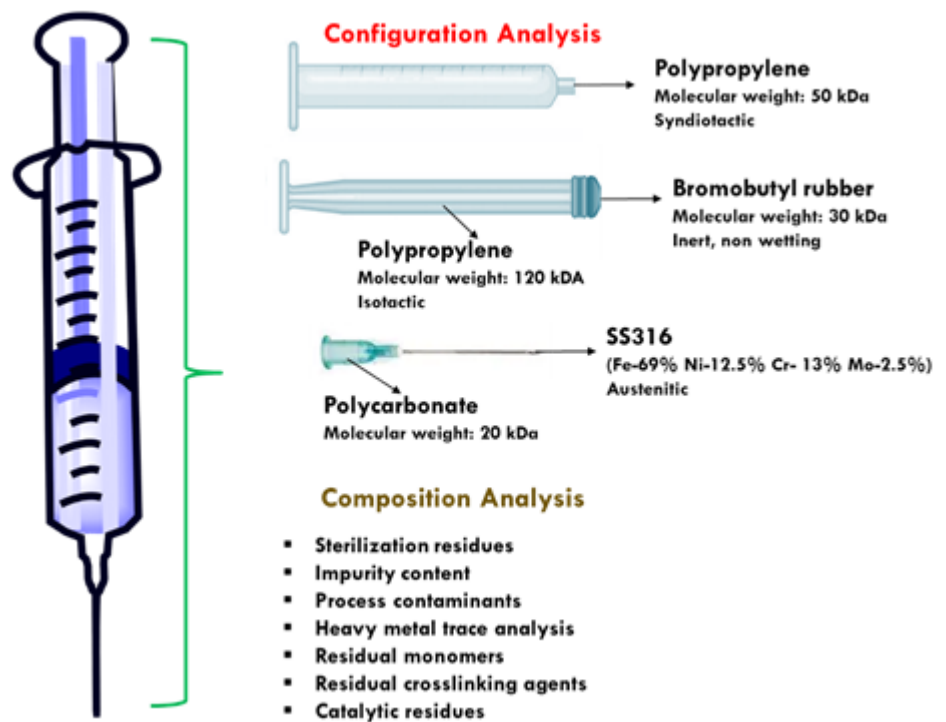 Configuration Analysis
Polypropylene
Molecular weight: 50 kDa
Syndiotactic
Bromobutyl rubber
Molecular weight: 30 kDa
Inert, non wetting
Polypropylene
Molecular weight: 120 kDA
Isotactic
SS316
(Fe-69% Ni-12.5% Cr- 13% Mo-2.5%)
Austenitic
Polycarbonate
Molecular weight: 20 kDa
Composition Analysis
▪ Sterilization residues
▪ Impurity content
▪ Process contaminants
▪ Heavy metal trace analysis
▪ Residual monomers
▪ Residual crosslinking agents
▪ Catalytic residues